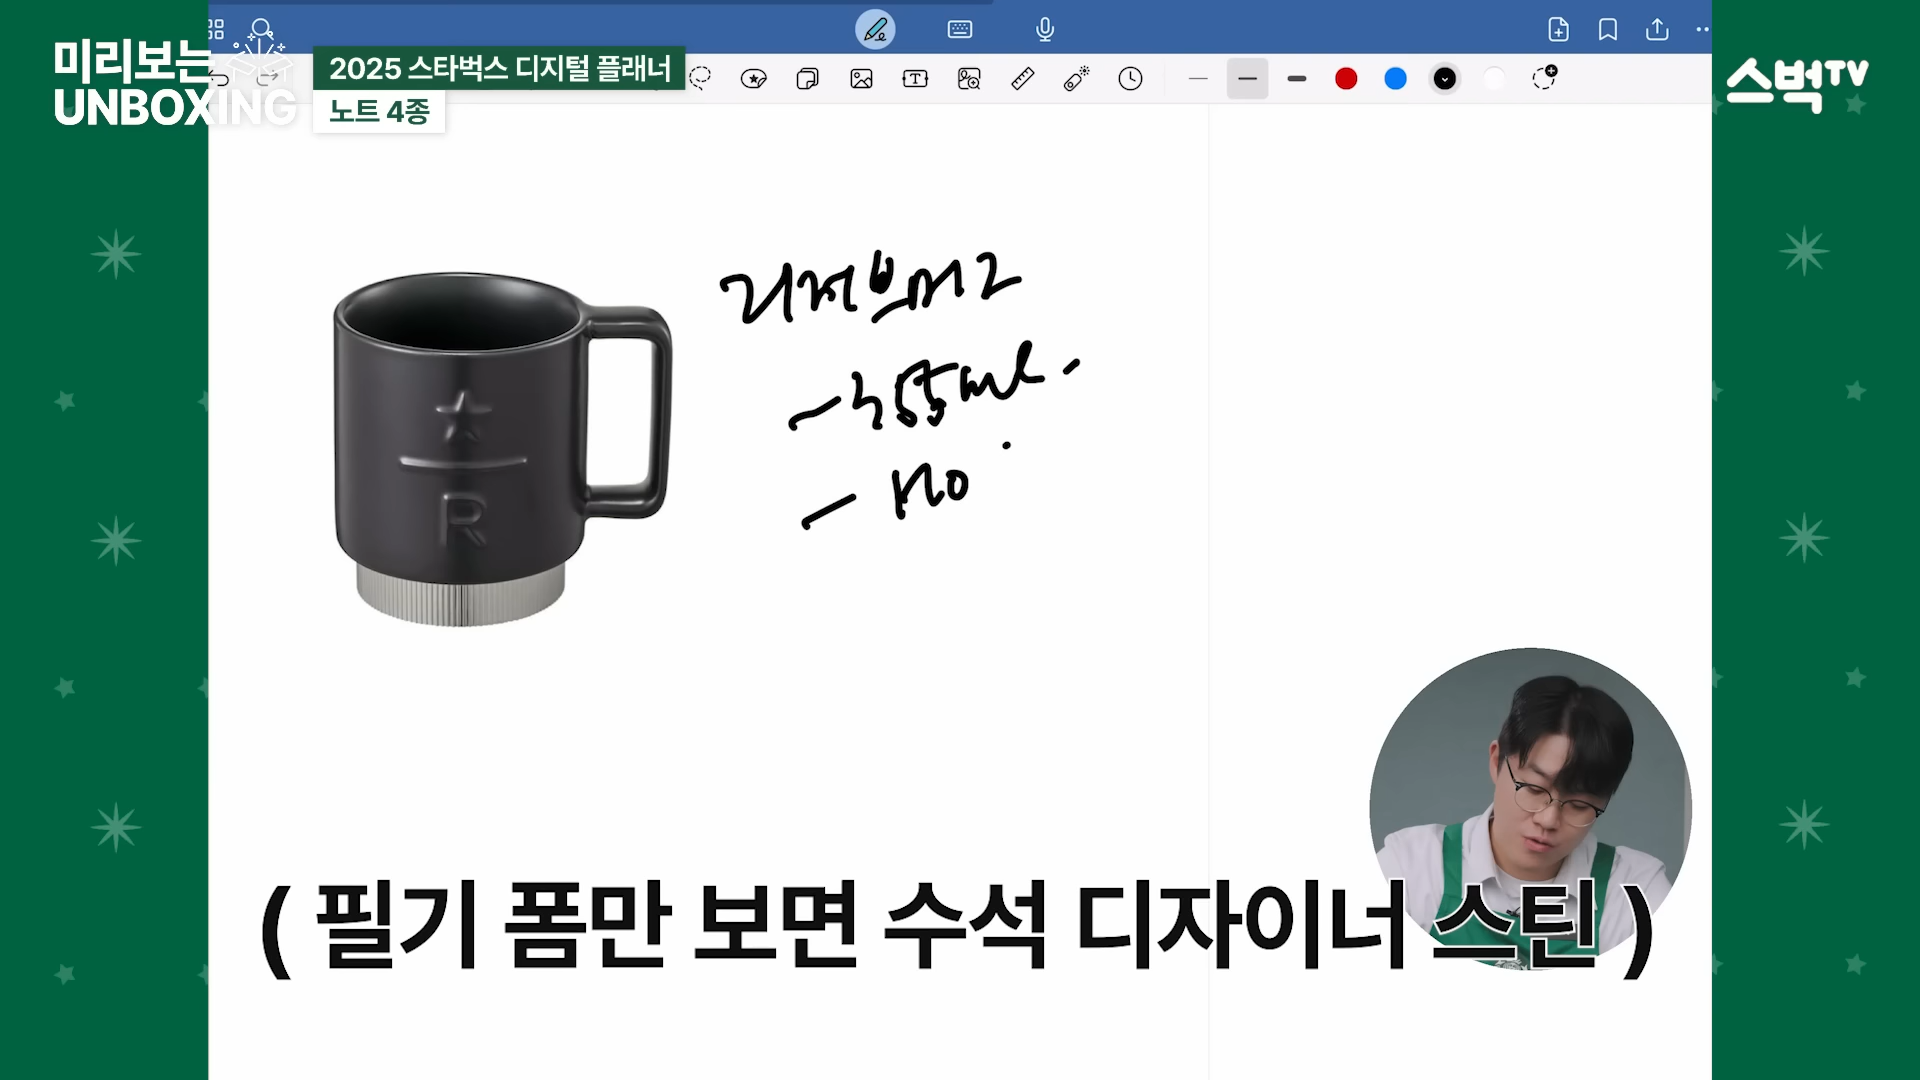 미리보는
UNBOXING
2025 스타벅스 디지털 플래너
노트 4종
스벅TV
T
리저브머그
- 355ml
R
( 필기 폼만 보면 수석 디자이너 스틴 )